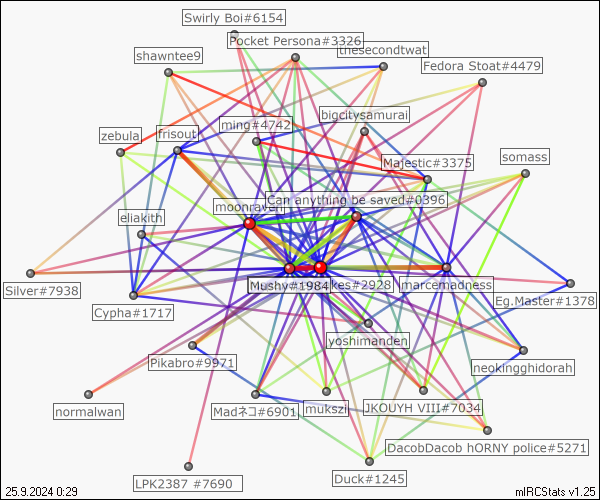 Swirly Boi#6154
Pocket Persona#3326
thesecondtwat
shawntee9
Fedora Stoat#4479
bigcitysamurai
ming#4742
frisout
zebula
Majestic#3375
somass
Can anything be saved#0396
moonraven
eliakith
Mushy#1984
kes#2928
marcemadness
Silver#7938
Eg.Master#1378
Cypha#1717
yoshimanden
neokingghidorah
Pikabro#9971
normalwan
Madネコ#6901
mukszi
JKOUYH VIII#7034
DacobDacob hORNY police#5271
LPK2387 #7690
Duck#1245
25.9.2024 0:29
mIRCStats v1.25